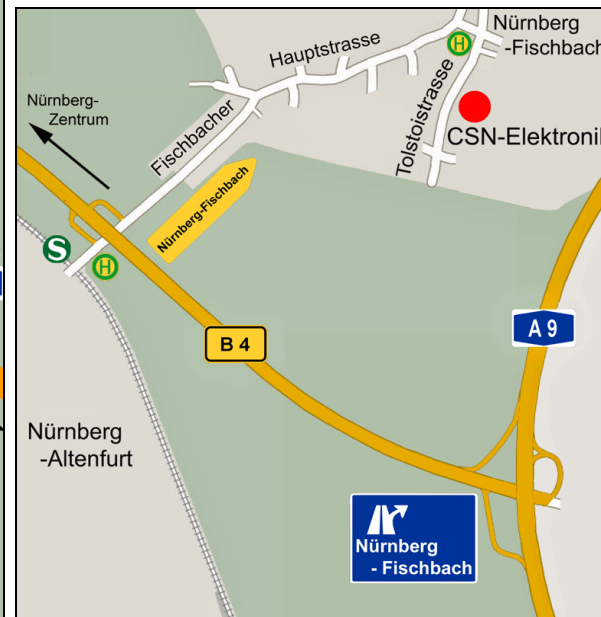 Nürnberg
-Fischbach
H
Hauptstrasse
Nürnberg-
Zentrum
Fischbacher
Tolstoistrasse
CSN-Elektronik
Nürnberg-Fischbach
S
H
B 4
A 9
Nürnberg
-Altenfurt
Nürnberg
- Fischbach